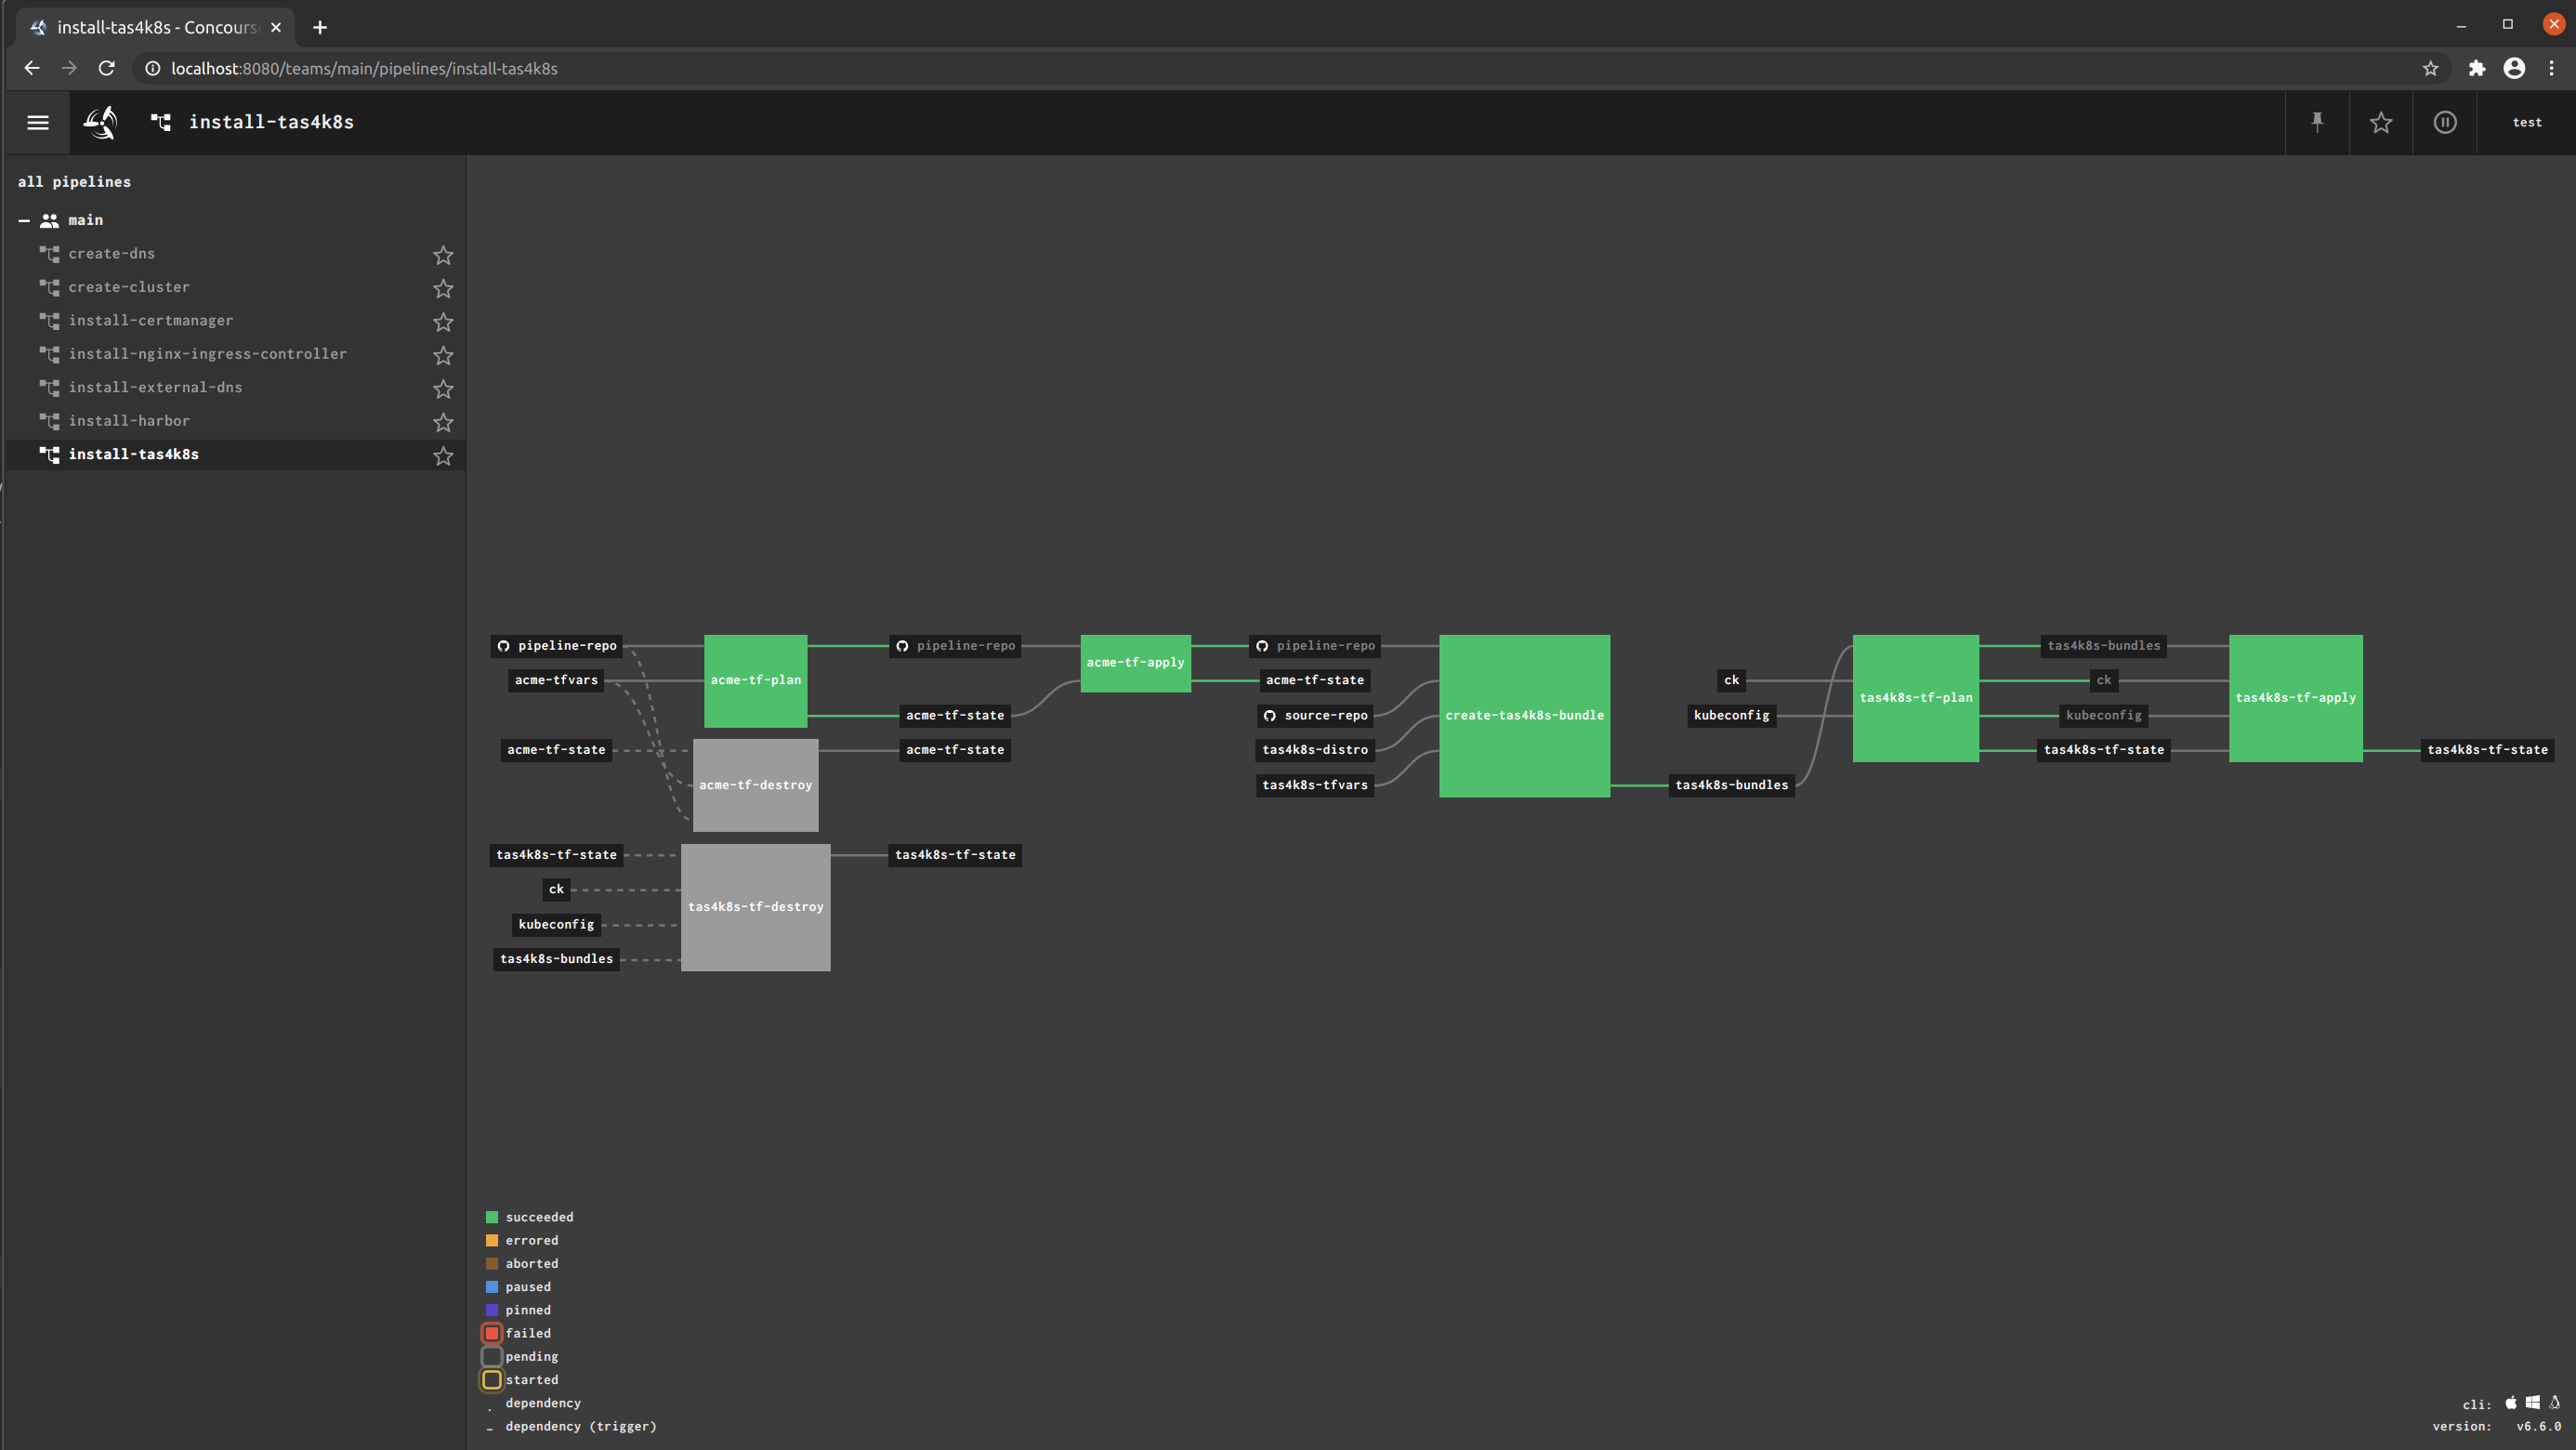 install-tas4k8s - Concours
localhost:8080/teams/main/pipelines/install-tas4k8s
install-tas4k8s
test
all pipelines
main
create-dns
create-cluster
install-certmanager
install-nginx-ingress-controller
install-external-dns
install-harbor
install-tas4k8s
pipeline-repo
acme-tfvars
acme-tf-state
acme-tf-plan
acme-tf-destroy
pipeline-repo
acme-tf-state
acme-tf-state
acme-tf-apply
pipeline-repo
acme-tf-state
source-repo
tas4k8s-distro
tas4k8s-tfvars
create-tas4k8s-bundle
tas4k8s-bundles
ck
kubeconfig
tas4k8s-tf-plan
tas4k8s-bundles
ck
kubeconfig
tas4k8s-tf-state
tas4k8s-tf-apply
tas4k8s-tf-state
tas4k8s-tf-state
ck
kubeconfig
tas4k8s-bundles
tas4k8s-tf-destroy
tas4k8s-tf-state
succeeded
errored
aborted
paused
pinned
failed
pending
started
dependency
dependency (trigger)
cli:
version: v6.6.0